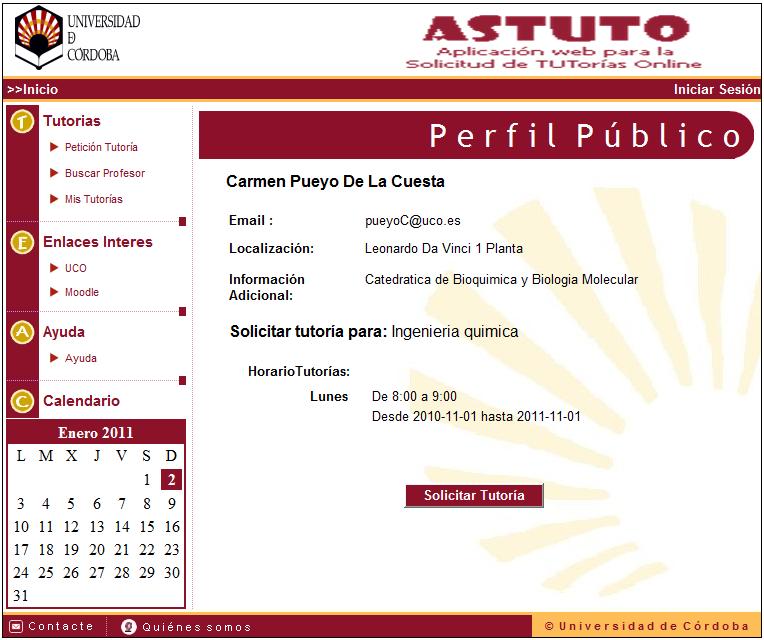 UNIVERSIDAD
Đ
CÓRDOBA
ASTUTO
Aplicación web para la
Solicitud de TUTorías Online
>>Inicio
Iniciar Sesión
T
Tutorias
Petición Tutoría
Buscar Profesor
Mis Tutorías
E
Enlaces Interes
UCO
Moodle
A
Ayuda
Ayuda
C
Calendario
Enero 2011
L M X J V S D
1 2
3 4 5 6 7 8 9
10 11 12 13 14 15 16
17 18 19 20 21 22 23
24 25 26 27 28 29 30
31
Perfil Público
Carmen Pueyo De La Cuesta
Email : pueyoC@uco.es
Localización: Leonardo Da Vinci 1 Planta
Información Catedratica de Bioquimica y Biologia Molecular
Adicional:
Solicitar tutoría para: Ingenieria quimica
HorarioTutorías:
Lunes De 8:00 a 9:00
Desde 2010-11-01 hasta 2011-11-01
Solicitar Tutoría
Contacte
Quiénes somos
© Universidad de Córdoba